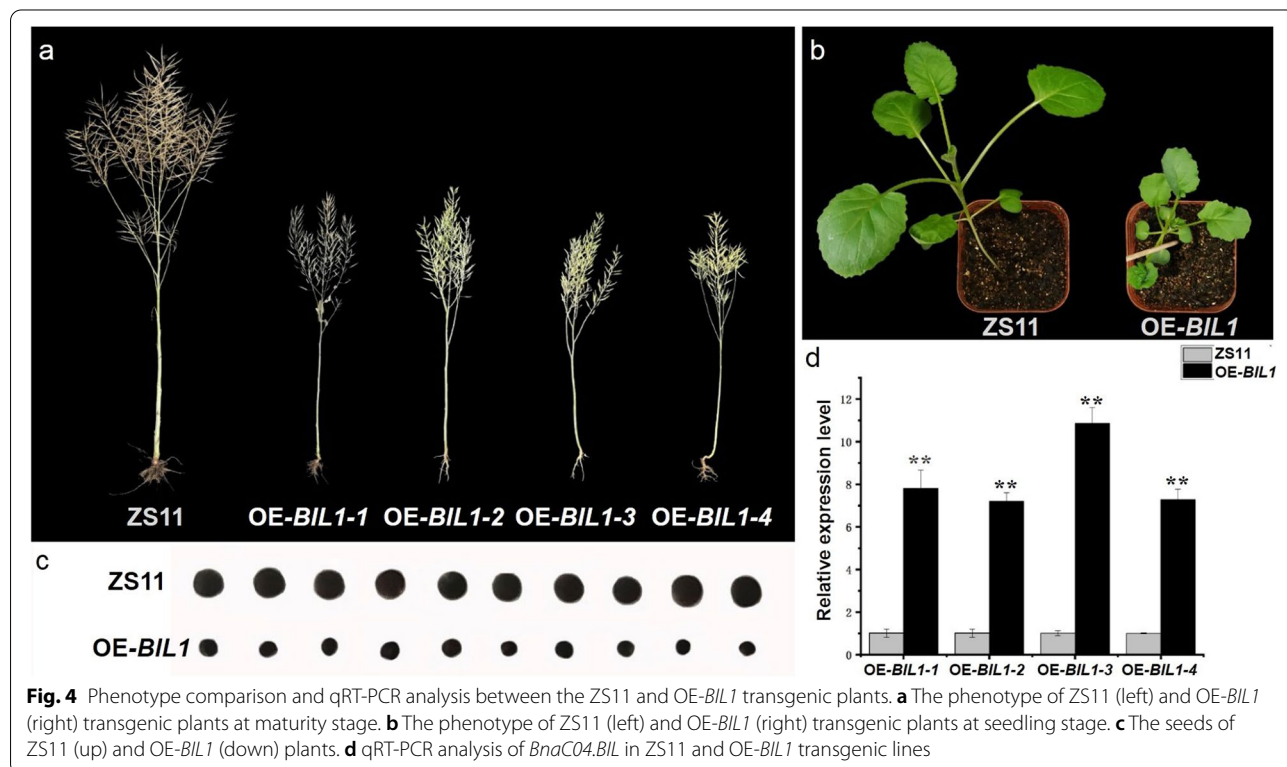 a
ZS11
OE-BIL1-1
OE-BIL1-2
OE-BIL1-3
OE-BIL1-4
b
ZS11
OE-BIL1
c
ZS11
OE-BIL1
d
ZS11
OE-BIL1
Relative expression level
12
10
8
6
4
2
0
**
**
**
**
OE-BIL1-1
OE-BIL1-2
OE-BIL1-3
OE-BIL1-4
Fig. 4 Phenotype comparison and qRT-PCR analysis between the ZS11 and OE-BIL1 transgenic plants. a The phenotype of ZS11 (left) and OE-BIL1
(right) transgenic plants at maturity stage. b The phenotype of ZS11 (left) and OE-BIL1 (right) transgenic plants at seedling stage. c The seeds of
ZS11 (up) and OE-BIL1 (down) plants. d qRT-PCR analysis of BnaC04.BIL in ZS11 and OE-BIL1 transgenic lines